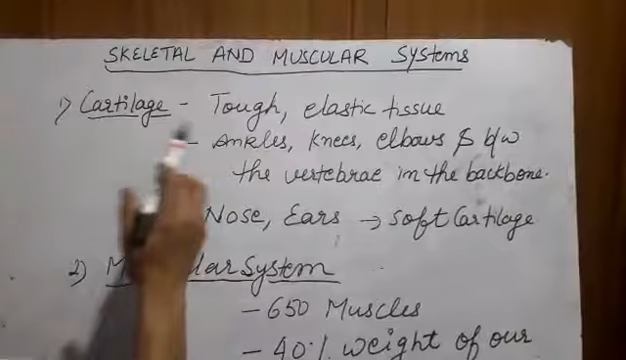 SKELETAL AND MUSCULAR Systems
1) Cartilage - Tough, elastic tissue
- Ankles, Knees, elbows & b/w
the vertebrae in the backbone.
Nose, Ears → Soft Cartilage
2) System
- 650 Muscles
- 40% weight of our